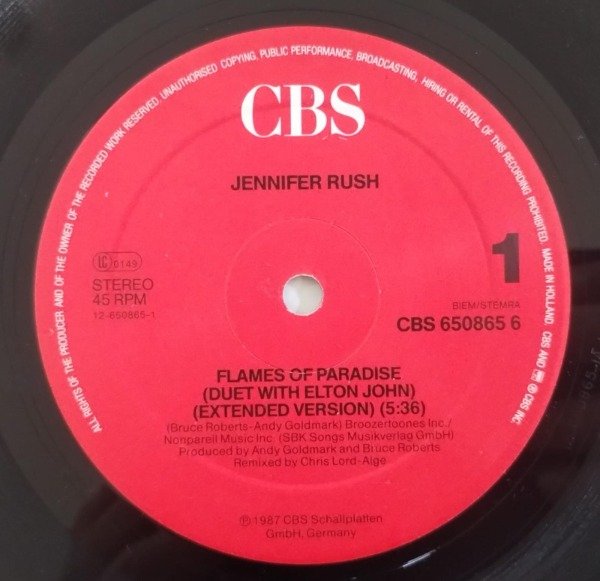 ALL RIGHTS OF THE PRODUCER AND OF THE OWNER OF THE RECORDED WORK RESERVED. UNAUTHORISED COPYING, PUBLIC PERFORMANCE, BROADCASTING, HIRING OR RENTAL OF THIS RECORDING PROHIBITED. MADE IN HOLLAND. CBS AND ℗ © CBS INC.
CBS
JENNIFER RUSH
LC 0149
STEREO
45 RPM
12-650865-1
1
BIEM/STEMRA
CBS 650865 6
FLAMES OF PARADISE
(DUET WITH ELTON JOHN)
(EXTENDED VERSION) (5:36)
(Bruce Roberts-Andy Goldmark) Broozertoones Inc./
Nonpareil Music Inc. (SBK Songs Musikverlag GmbH)
Produced by Andy Goldmark and Bruce Roberts
Remixed by Chris Lord-Alge
℗ 1987 CBS Schallplatten
GmbH, Germany